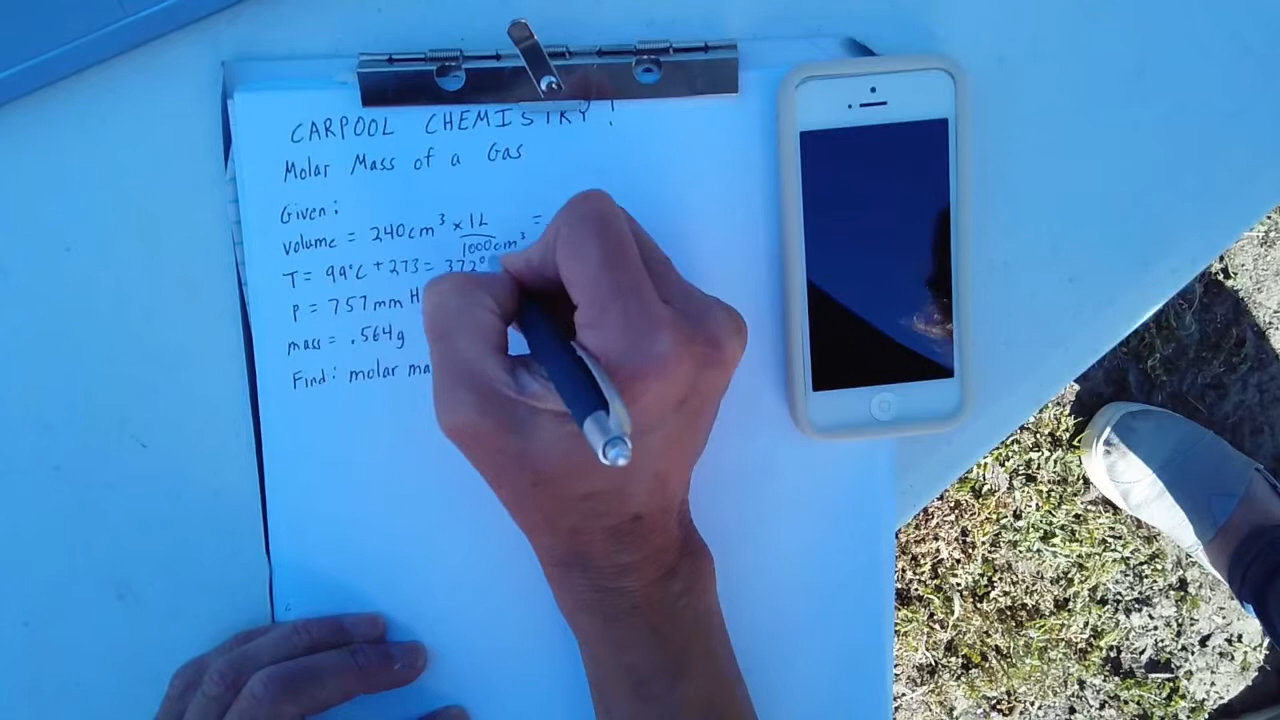 CARPOOL CHEMISTRY!
Molar Mass of a Gas
Given:
Volume = 240cm³ × 1L / 1000cm³ =
T = 99°C + 273 = 372°
P = 757mm H
mass = .564g
Find: molar ma